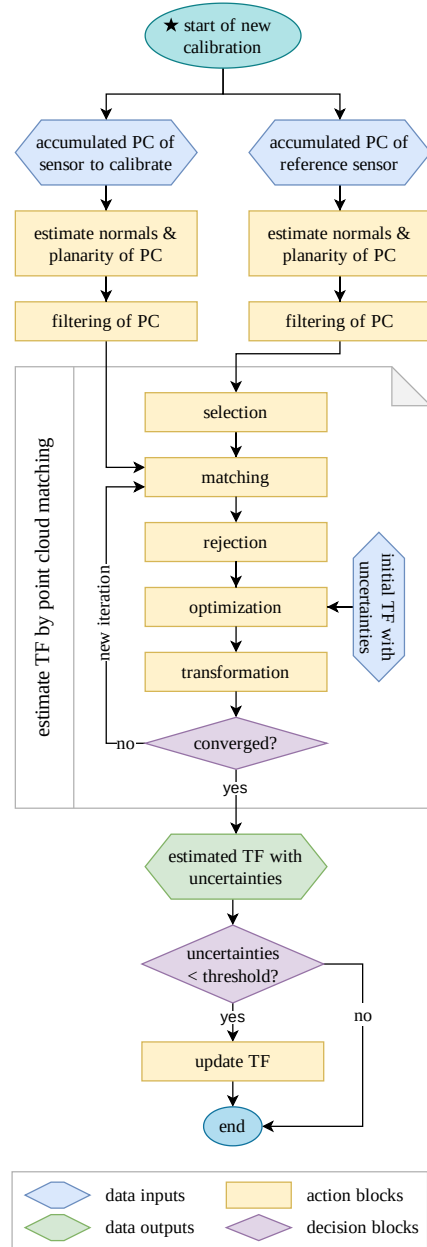 ★ start of new
calibration
accumulated PC of
sensor to calibrate
accumulated PC of
reference sensor
estimate normals &
planarity of PC
estimate normals &
planarity of PC
filtering of PC
filtering of PC
estimate TF by point cloud matching
selection
matching
rejection
initial TF with
uncertainties
optimization
new iteration
transformation
converged?
no
yes
estimated TF with
uncertainties
uncertainties
< threshold?
yes
no
update TF
end
data inputs
action blocks
data outputs
decision blocks